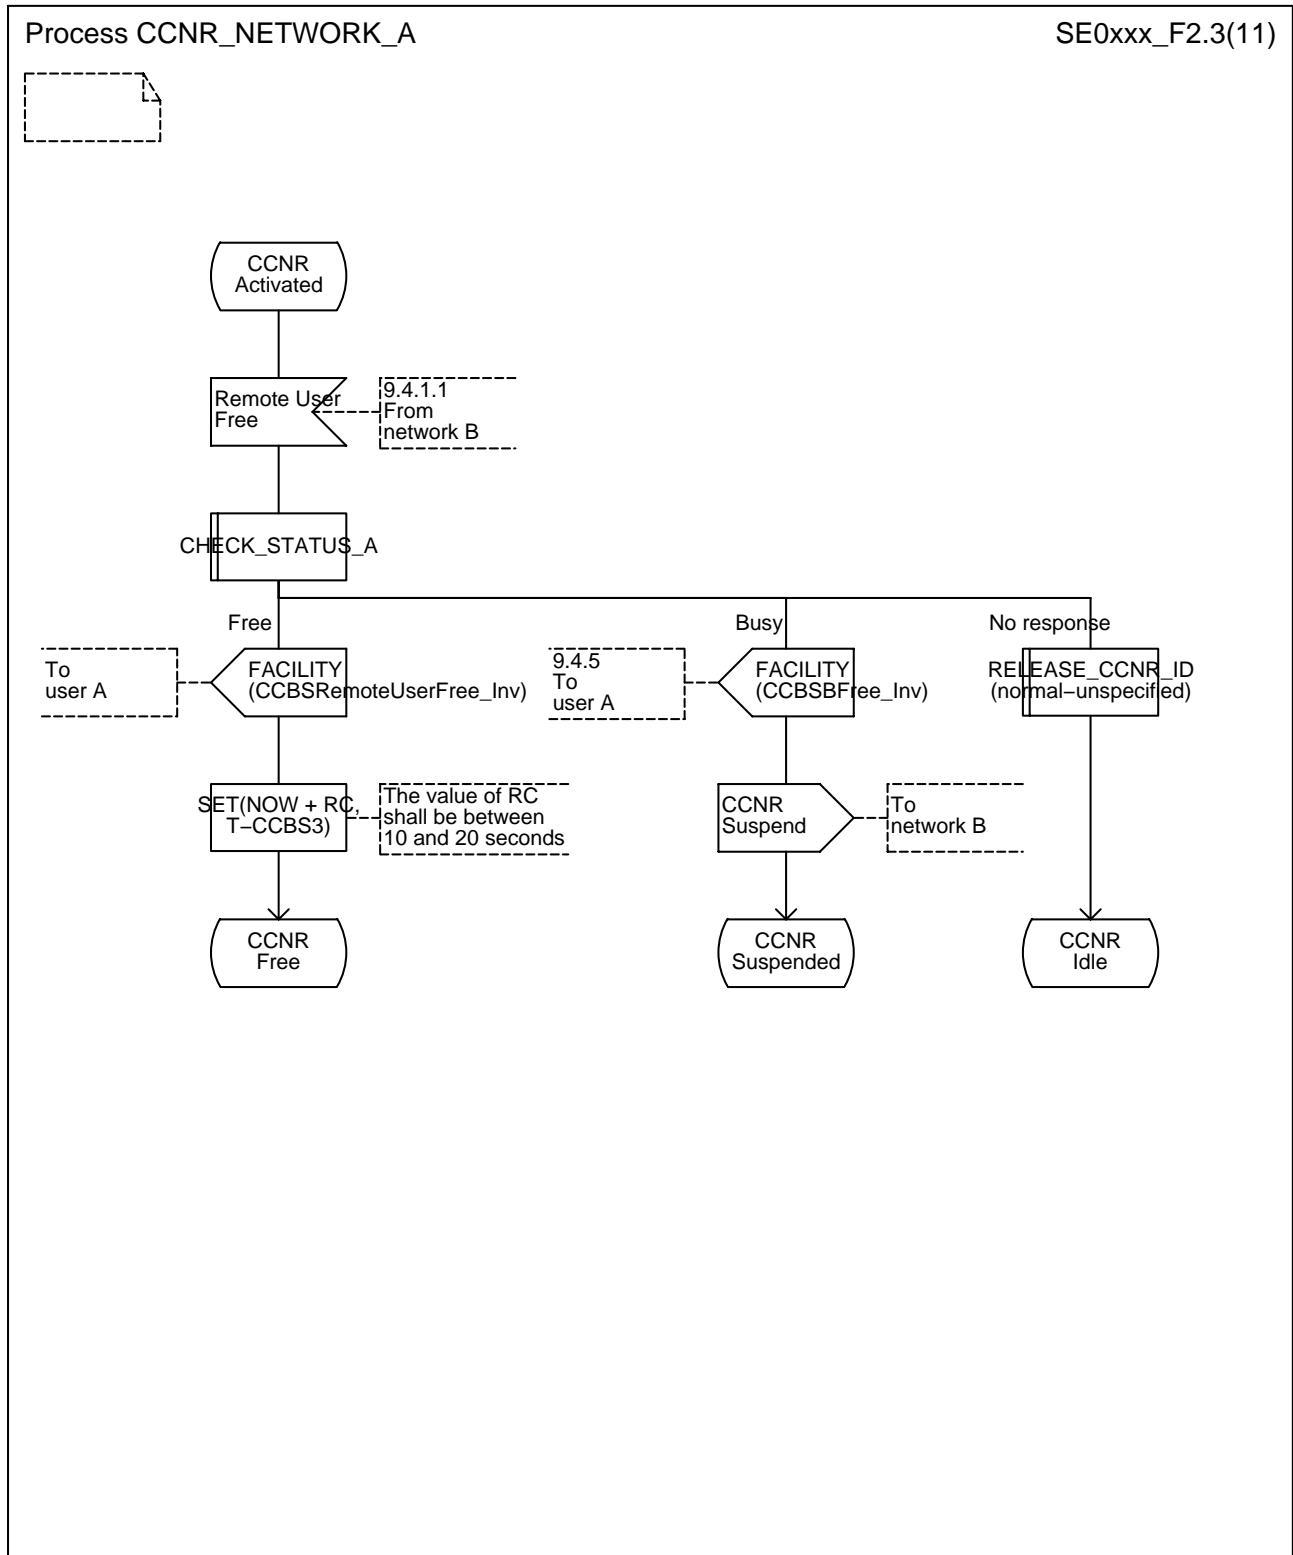 Process CCNR_NETWORK_A
SE0xxx_F2.3(11)
CCNR
Activated
Remote User
Free
9.4.1.1
From
network B
CHECK_STATUS_A
Free
Busy
No response
To
user A
FACILITY
(CCBSRemoteUserFree_Inv)
9.4.5
To
user A
FACILITY
(CCBSBFree_Inv)
RELEASE_CCNR_ID
(normal−unspecified)
SET(NOW + RC,
T−CCBS3)
The value of RC
shall be between
10 and 20 seconds
CCNR
Suspend
To
network B
CCNR
Free
CCNR
Suspended
CCNR
Idle